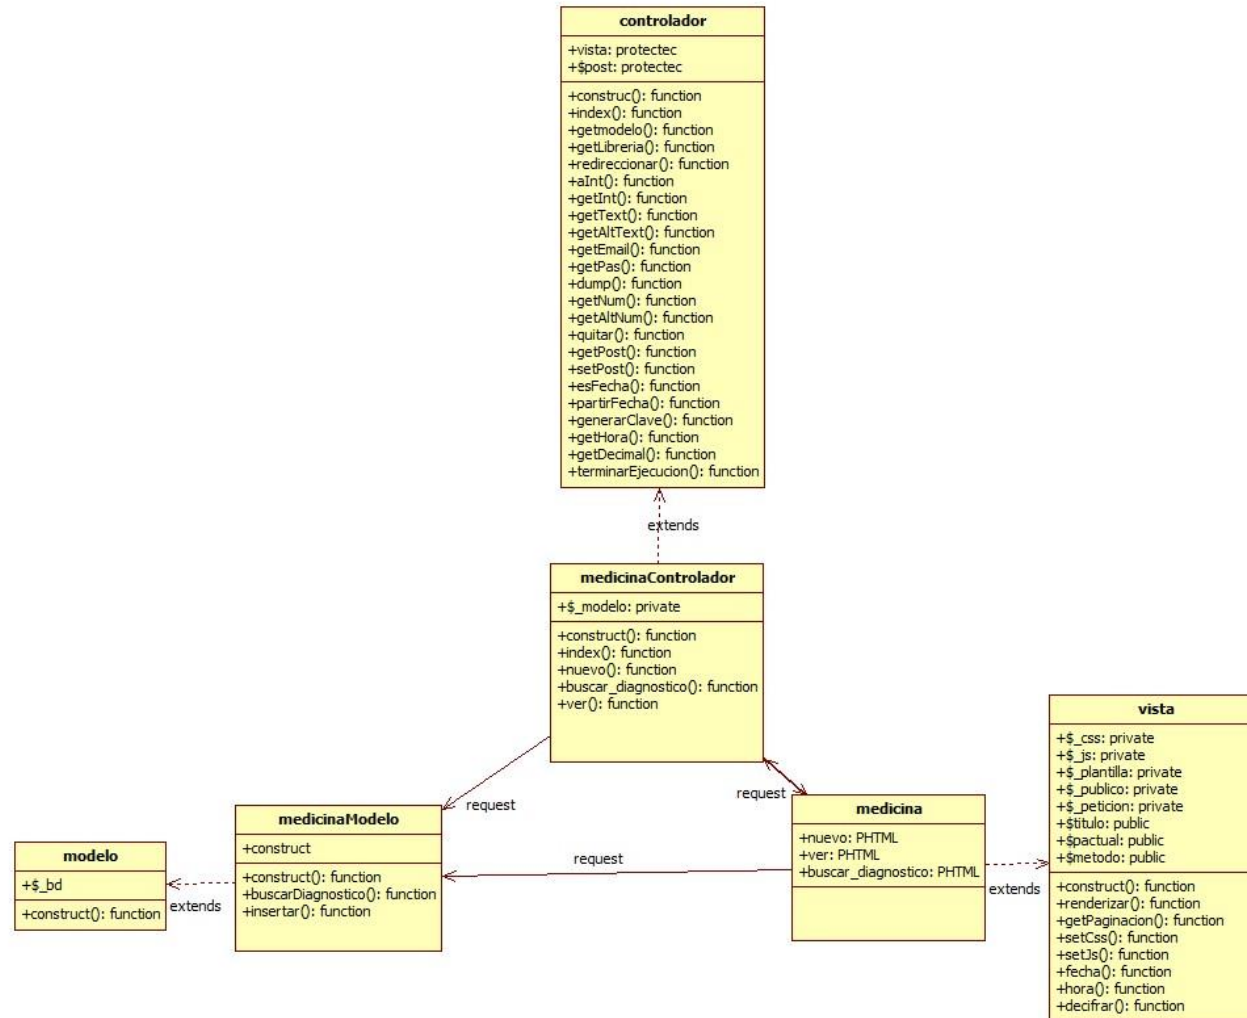 controlador
+vista: protectec
+$post: protectec
+construc(): function
+index(): function
+getmodelo(): function
+getLibreria(): function
+redireccionar(): function
+aInt(): function
+getInt(): function
+getText(): function
+getAltText(): function
+getEmail(): function
+getPas(): function
+dump(): function
+getNum(): function
+getAltNum(): function
+quitar(): function
+getPost(): function
+setPost(): function
+esFecha(): function
+partirFecha(): function
+generarClave(): function
+getHora(): function
+getDecimal(): function
+terminarEjecucion(): function
extends
medicinaControlador
+$_modelo: private
+construct(): function
+index(): function
+nuevo(): function
+buscar_diagnostico(): function
+ver(): function
request
request
request
modelo
+$_bd
+construct(): function
extends
medicinaModelo
+construct
+construct(): function
+buscarDiagnostico(): function
+insertar(): function
medicina
+nuevo: PHTML
+ver: PHTML
+buscar_diagnostico: PHTML
extends
vista
+$_css: private
+$_js: private
+$_plantilla: private
+$_publico: private
+$_peticion: private
+$titulo: public
+$pactual: public
+$metodo: public
+construct(): function
+renderizar(): function
+getPaginacion(): function
+setCss(): function
+setJs(): function
+fecha(): function
+hora(): function
+decifrar(): function